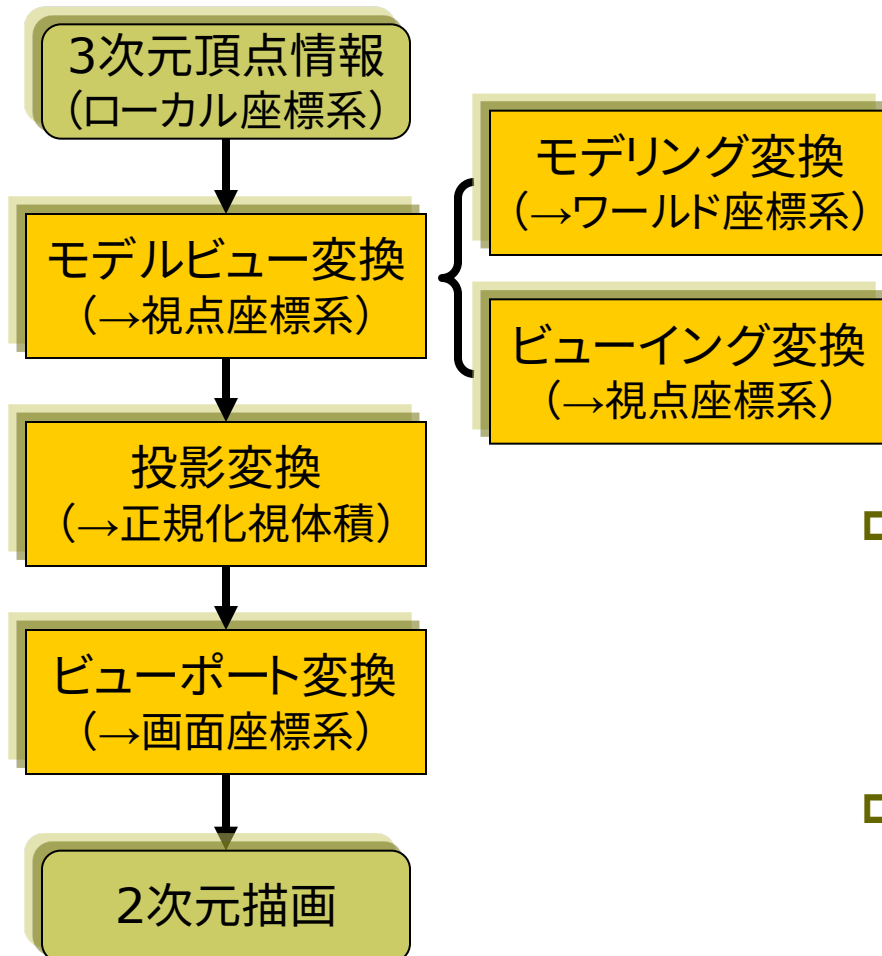 3次元頂点情報
（ローカル座標系）
モデルビュー変換
（→視点座標系）
モデリング変換
（→ワールド座標系）
ビューイング変換
（→視点座標系）
投影変換
（→正規化視体積）
ビューポート変換
（→画面座標系）
2次元描画